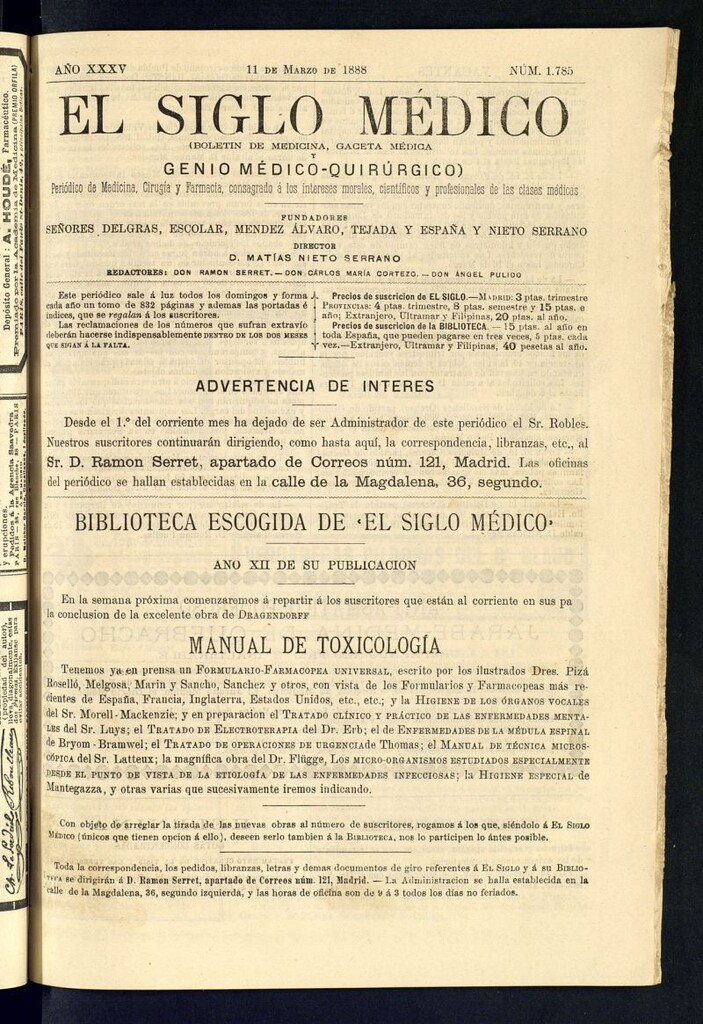 AÑO XXXV
11 DE MARZO DE 1888
NÚM. 1.785
EL SIGLO MÉDICO
(BOLETIN DE MEDICINA, GACETA MÉDICA
Y
GENIO MÉDICO-QUIRÚRGICO)
Periódico de Medicina, Cirugía y Farmacia, consagrado á los intereses morales, científicos y profesionales de las clases médicas
FUNDADORES
SEÑORES DELGRAS, ESCOLAR, MENDEZ ÁLVARO, TEJADA Y ESPAÑA Y NIETO SERRANO
DIRECTOR
D. MATÍAS NIETO SERRANO
REDACTORES: DON RAMON SERRET.—DON CÁRLOS MARÍA CORTEZO.—DON ÁNGEL PULIDO
Este periódico sale á luz todos los domingos y forma
cada año un tomo de 832 páginas y ademas las portadas é
índices, que se regalan á los suscritores.
Las reclamaciones de los números que sufran extravío
deberán hacerse indispensablemente DENTRO DE LOS DOS MESES
QUE SIGAN Á LA FALTA.
Precios de suscricion de EL SIGLO.—MADRID: 3 ptas. trimestre
PROVINCIAS: 4 ptas. trimestre, 8 ptas. semestre y 15 ptas. e
año; Extranjero, Ultramar y Filipinas, 20 ptas. al año.
Precios de suscricion de la BIBLIOTECA.—15 ptas. al año en
toda España, que pueden pagarse en tres veces, 5 ptas. cada
vez.—Extranjero, Ultramar y Filipinas, 40 pesetas al año.
ADVERTENCIA DE INTERES
Desde el 1.º del corriente mes ha dejado de ser Administrador de este periódico el Sr. Robles.
Nuestros suscritores continuarán dirigiendo, como hasta aquí, la correspondencia, libranzas, etc., al
Sr. D. Ramon Serret, apartado de Correos núm. 121, Madrid. Las oficinas
del periódico se hallan establecidas en la calle de la Magdalena, 36, segundo.
BIBLIOTECA ESCOGIDA DE «EL SIGLO MÉDICO»
AÑO XII DE SU PUBLICACION
En la semana próxima comenzaremos á repartir á los suscritores que están al corriente en sus pa
la conclusion de la excelente obra de DRAGENDORFF
MANUAL DE TOXICOLOGÍA
Tenemos ya en prensa un FORMULARIO-FARMACOPEA UNIVERSAL, escrito por los ilustrados Dres. Pizá
Roselló, Melgosa, Marin y Sancho, Sanchez y otros, con vista de los Formularios y Farmacopeas más re-
cientes de España, Francia, Inglaterra, Estados Unidos, etc., etc.; y la HIGIENE DE LOS ÓRGANOS VOCALES
del Sr. Morell-Mackenzie; y en preparacion el TRATADO CLÍNICO Y PRÁCTICO DE LAS ENFERMEDADES MENTA-
LES del Sr. Luys; el TRATADO DE ELECTROTERAPIA del Dr. Erb; el de ENFERMEDADES DE LA MÉDULA ESPINAL
de Bryom-Bramwel; el TRATADO DE OPERACIONES DE URGENCIA de Thomas; el MANUAL DE TÉCNICA MICROS-
CÓPICA del Sr. Latteux; la magnífica obra del Dr. Flügge, LOS MICRO-ORGANISMOS ESTUDIADOS ESPECIALMENTE
DESDE EL PUNTO DE VISTA DE LA ETIOLOGÍA DE LAS ENFERMEDADES INFECCIOSAS; la HIGIENE ESPECIAL de
Mantegazza, y otras varias que sucesivamente iremos indicando.
Con objeto de arreglar la tirada de las nuevas obras al número de suscritores, rogamos á los que, siéndolo á EL SIGLO
MÉDICO (únicos que tienen opcion á ello), deseen serlo tambien á la BIBLIOTECA, nos lo participen lo ántes posible.
Toda la correspondencia, los pedidos, libranzas, letras y demas documentos de giro referentes á EL SIGLO y á su BIBLIO-
TECA se dirigirán á D. Ramon Serret, apartado de Correos núm. 121, Madrid.—La Administracion se halla establecida en la
calle de la Magdalena, 36, segundo izquierda, y las horas de oficina son de 9 á 3 todos los días no feriados.
Depósito General: A. HOUDÉ, Farmacéutico.
Premiado por la Academia de Medicina (PREMIO ORFILA)
y erupciones.
Pedidos á la Agencia Saavedra
(propiedad del autor),